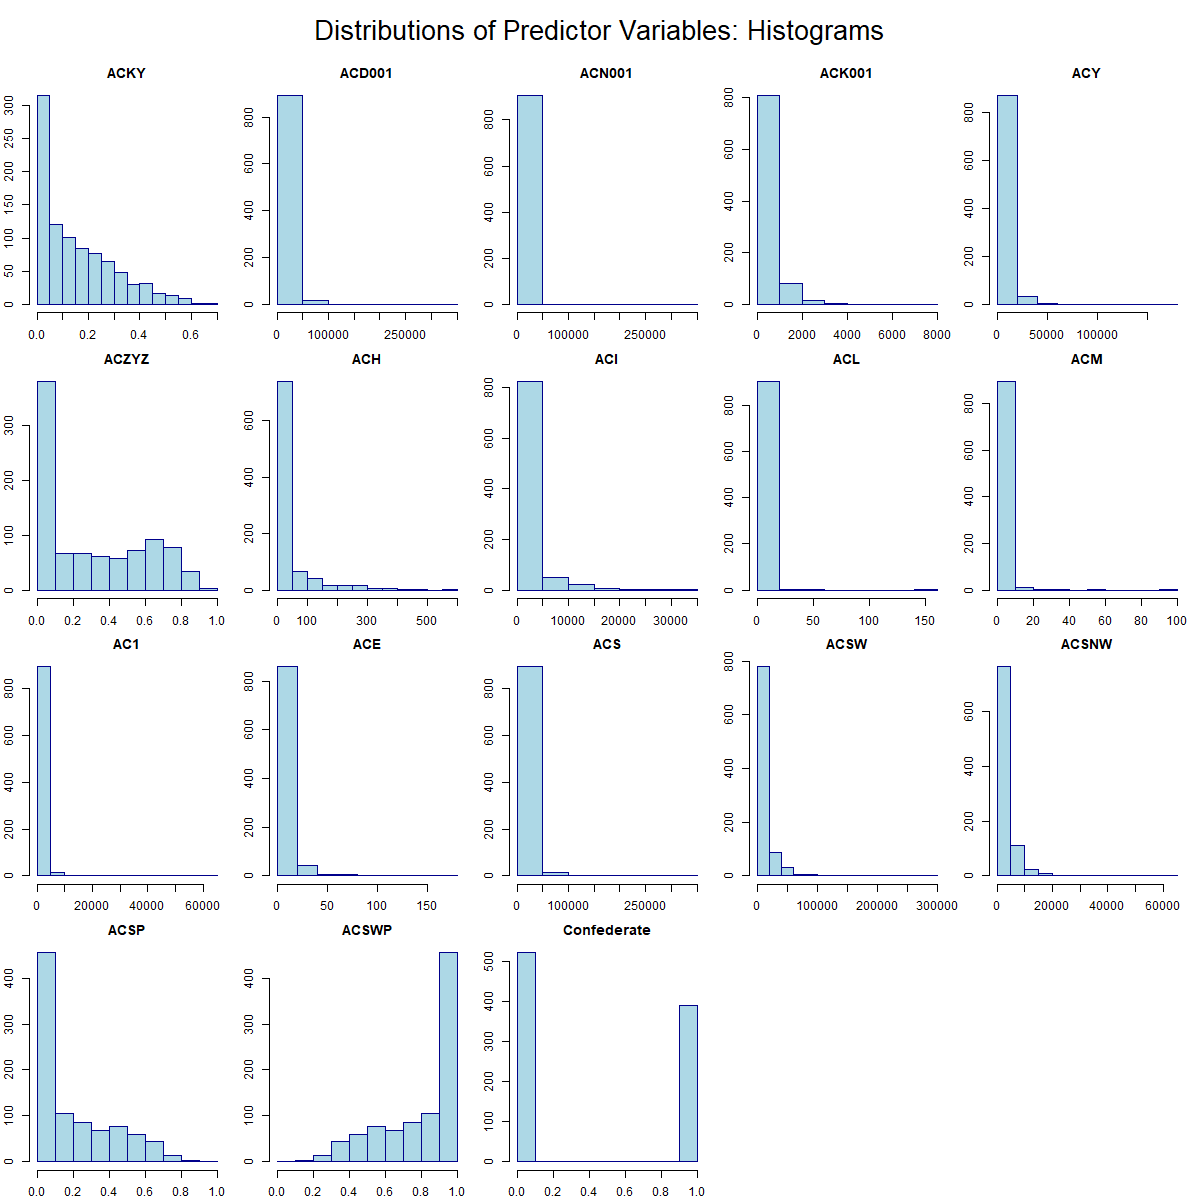 Distributions of Predictor Variables: Histograms
ACKY ACD001 ACN001 ACK001 ACY
0 50 100 150 200 250 300
0.0 0.2 0.4 0.6
0 200 400 600 800
0 100000 250000
0 200 400 600 800
0 100000 250000
0 200 400 600 800
0 2000 4000 6000 8000
0 200 400 600 800
0 50000 100000
ACZYZ ACH ACI ACL ACM
0 100 200 300
0.0 0.2 0.4 0.6 0.8 1.0
0 200 400 600
0 100 300 500
0 200 400 600 800
0 10000 20000 30000
0 200 400 600 800
0 50 100 150
0 200 400 600 800
0 20 40 60 80 100
AC1 ACE ACS ACSW ACSNW
0 200 400 600 800
0 20000 40000 60000
0 200 400 600 800
0 50 100 150
0 200 400 600 800
0 100000 250000
0 200 400 600 800
0 100000 200000 300000
0 200 400 600
0 20000 40000 60000
ACSP ACSWP Confederate
0 100 200 300 400
0.0 0.2 0.4 0.6 0.8 1.0
0 100 200 300 400
0.0 0.2 0.4 0.6 0.8 1.0
0 100 200 300 400 500
0.0 0.2 0.4 0.6 0.8 1.0